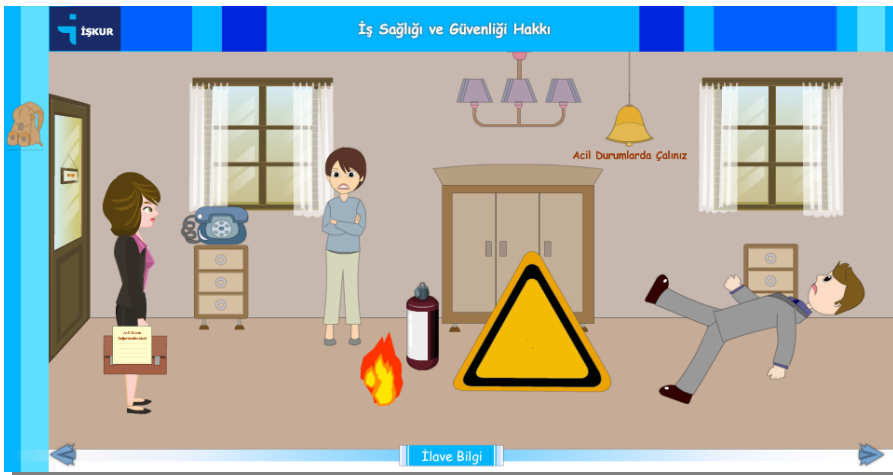 İŞKUR
İş Sağlığı ve Güvenliği Hakkı
Acil Durumlarda Çalınız
İlave Bilgi